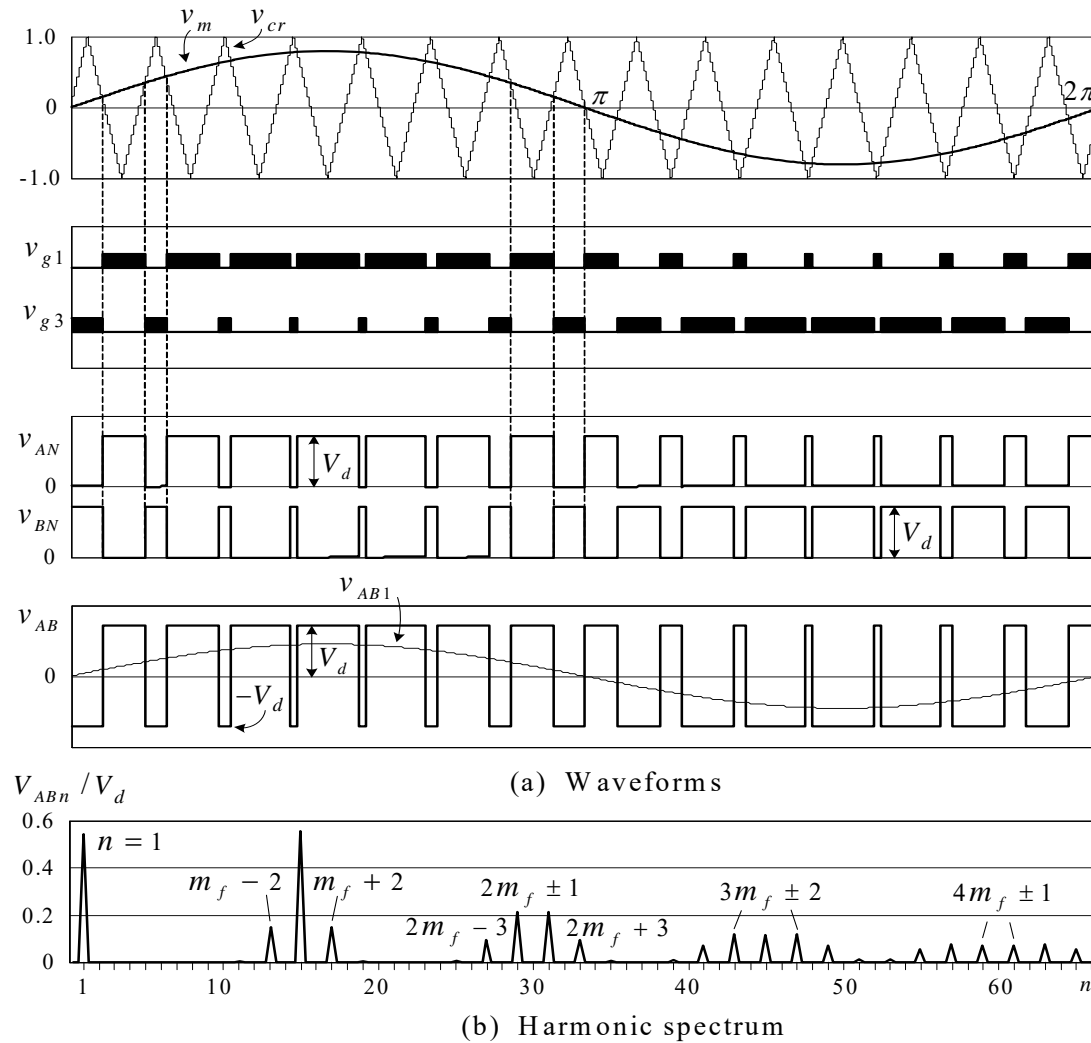 v_m v_cr
1.0
0
π
2π
-1.0
v_g1
v_g3
v_AN
V_d
0
v_BN
V_d
0
v_AB1
v_AB
V_d
0
−V_d
(a) Waveforms
V_ABn / V_d
0.6
n = 1
0.4
m_f − 2 m_f + 2 2m_f ± 1 3m_f ± 2 4m_f ± 1
0.2
2m_f − 3 2m_f + 3
0
1 10 20 30 40 50 60 n
(b) Harmonic spectrum